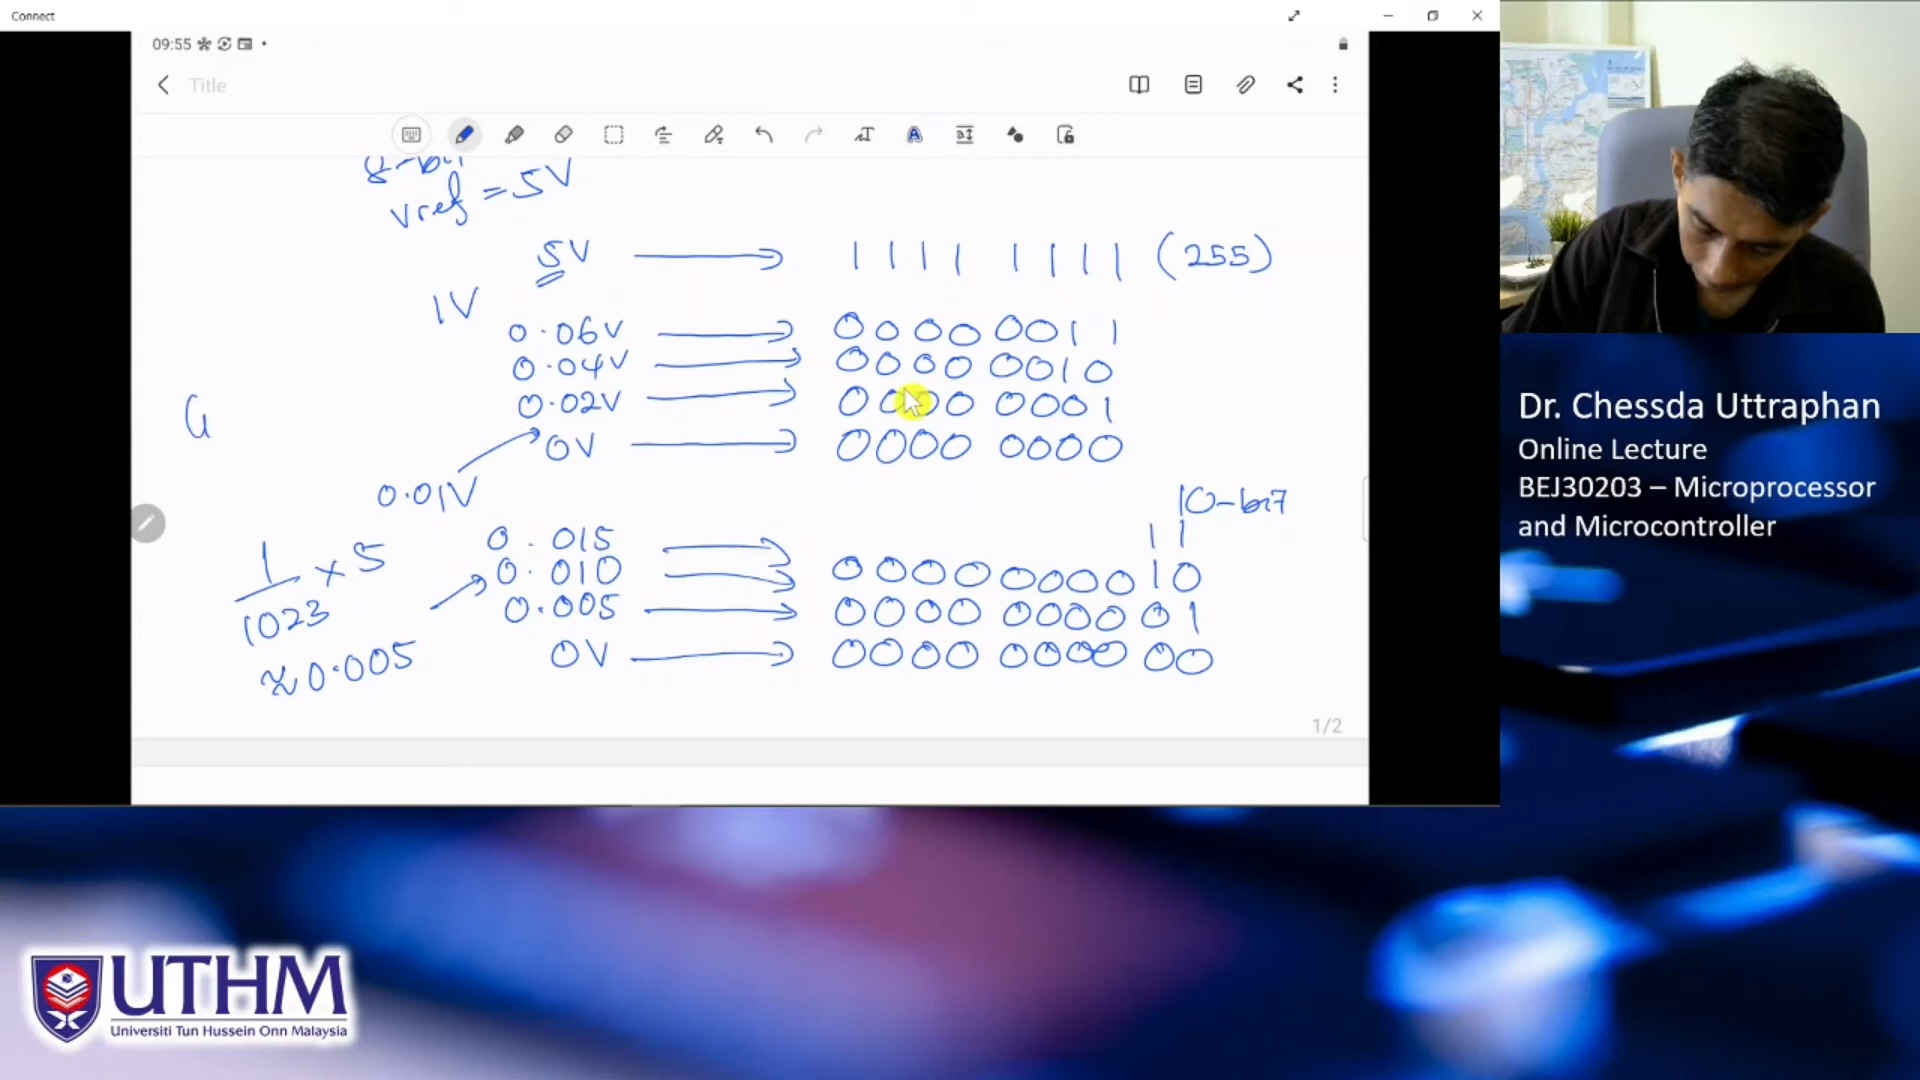 Connect
09:55
Title
8-bit
Vref = 5V
5V 1111 1111 (255)
1V
0.06V 0000 0011
0.04V 0000 0010
0.02V 0000 0001
0V 0000 0000
0.01V
10-bit
0.015 11
0.010 0000 0000 10
0.005 0000 0000 01
0V 0000 0000 00
1/1023 × 5
≈0.005
1/2
Dr. Chessda Uttraphan
Online Lecture
BEJ30203 – Microprocessor
and Microcontroller
UTHM
Universiti Tun Hussein Onn Malaysia